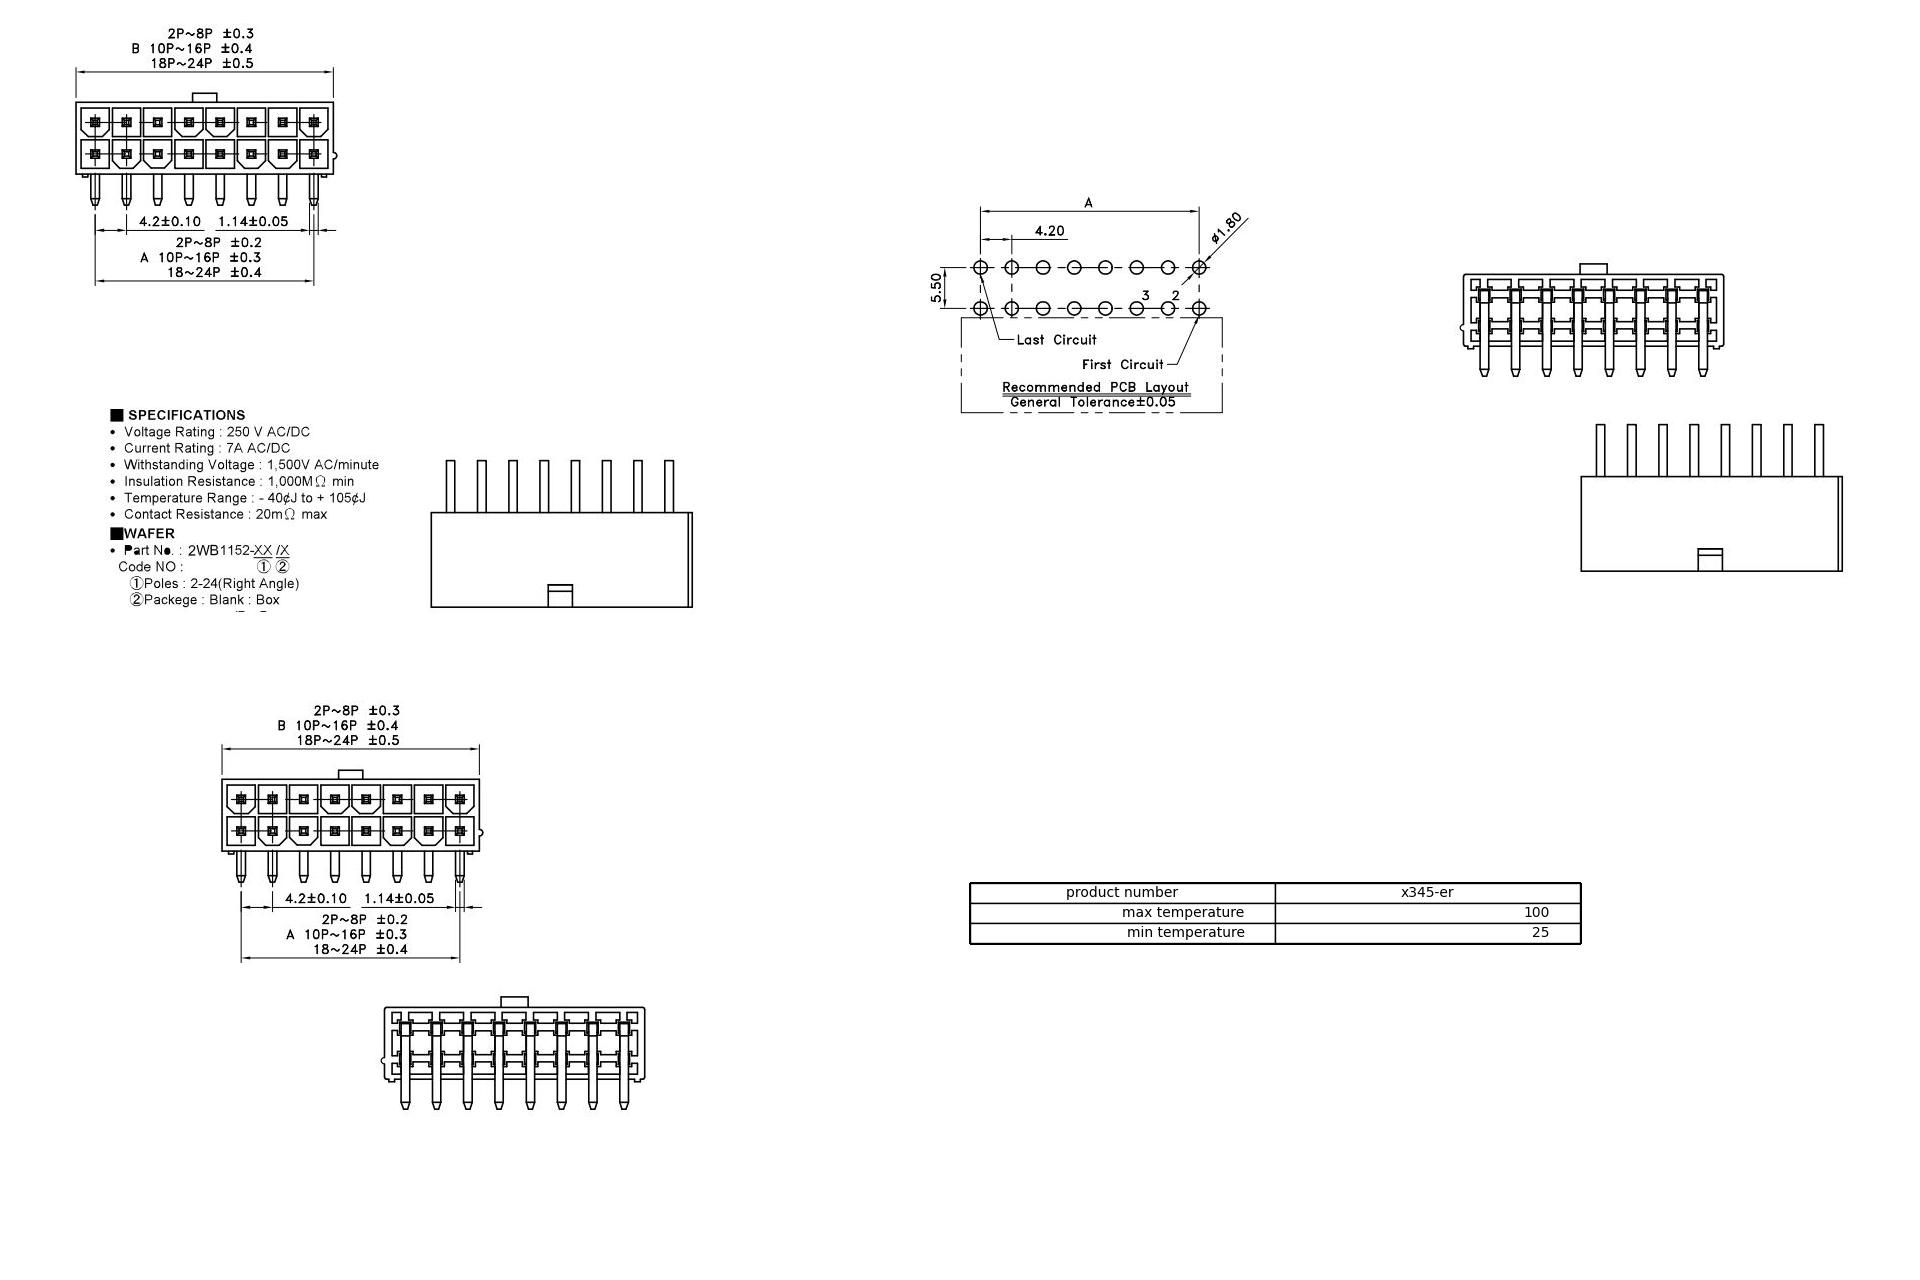 2P~8P ±0.3
B 10P~16P ±0.4
18P~24P ±0.5
4.2±0.10 1.14±0.05
2P~8P ±0.2
A 10P~16P ±0.3
18~24P ±0.4
A
ø1.80
4.20
5.50
3 2
Last Circuit
First Circuit
Recommended PCB Layout
General Tolerance±0.05
■ SPECIFICATIONS
• Voltage Rating : 250 V AC/DC
• Current Rating : 7A AC/DC
• Withstanding Voltage : 1,500V AC/minute
• Insulation Resistance : 1,000MΩ min
• Temperature Range : - 40¢J to + 105¢J
• Contact Resistance : 20mΩ max
■WAFER
• Part No. : 2WB1152-XX /X
Code NO : ① ②
①Poles : 2-24(Right Angle)
②Packege : Blank : Box
2P~8P ±0.3
B 10P~16P ±0.4
18P~24P ±0.5
4.2±0.10 1.14±0.05
2P~8P ±0.2
A 10P~16P ±0.3
18~24P ±0.4
product number x345-er
max temperature 100
min temperature 25